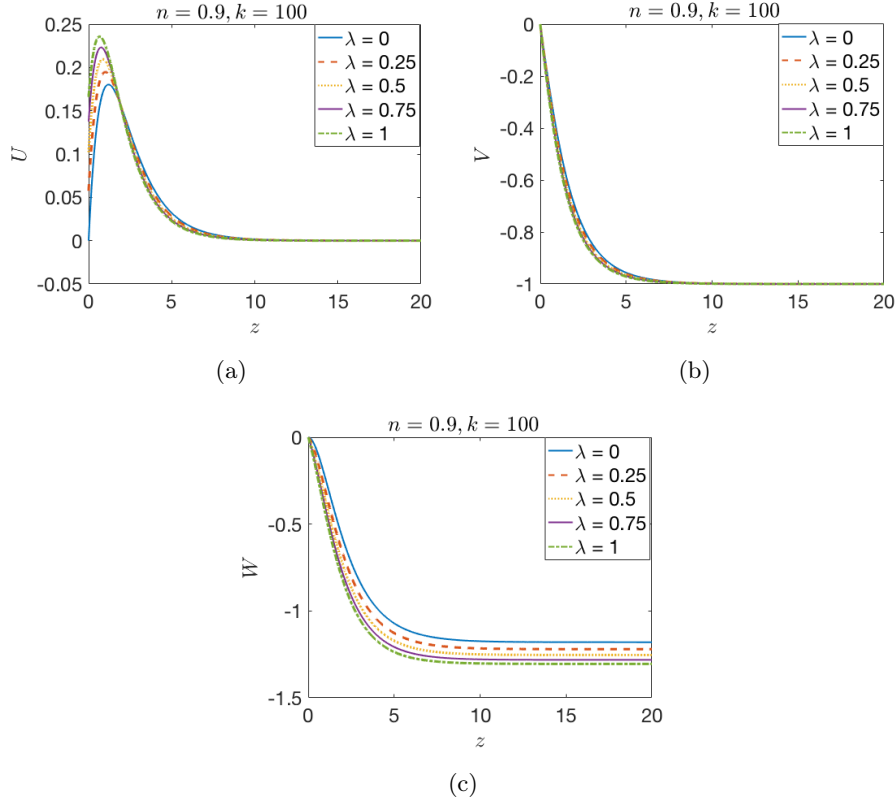 n = 0.9, k = 100
0.25
0.2
0.15
0.1
0.05
0
-0.05
U
λ = 0
λ = 0.25
λ = 0.5
λ = 0.75
λ = 1
0 5 10 15 20
z
(a)
n = 0.9, k = 100
0
-0.2
-0.4
-0.6
-0.8
-1
V
λ = 0
λ = 0.25
λ = 0.5
λ = 0.75
λ = 1
0 5 10 15 20
z
(b)
n = 0.9, k = 100
0
-0.5
-1
-1.5
W
λ = 0
λ = 0.25
λ = 0.5
λ = 0.75
λ = 1
0 5 10 15 20
z
(c)